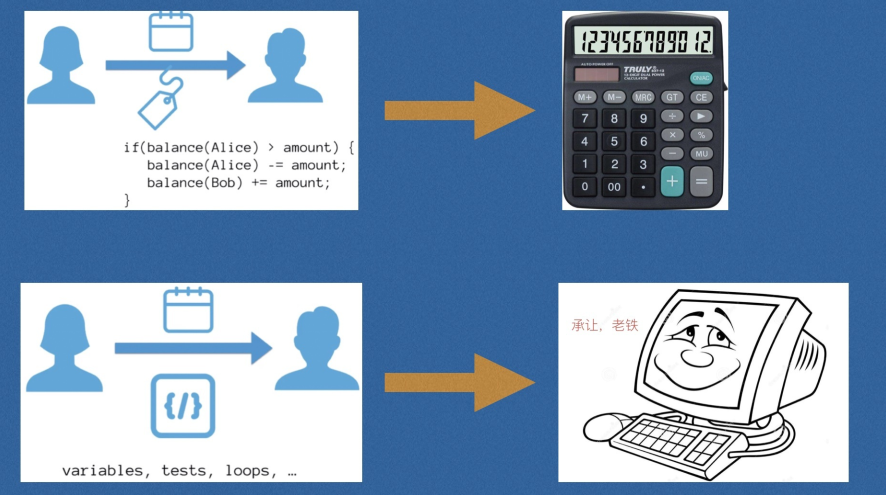 if(balance(Alice) > amount) {
balance(Alice) -= amount;
balance(Bob) += amount;
}
123456789012.
TRULY
M+ M- MRC GT CE
7 8 9 ÷ ▶
4 5 6 × %
1 2 3 − MU
0 00 • + =
variables, tests, loops, …
{/}
承让，老铁